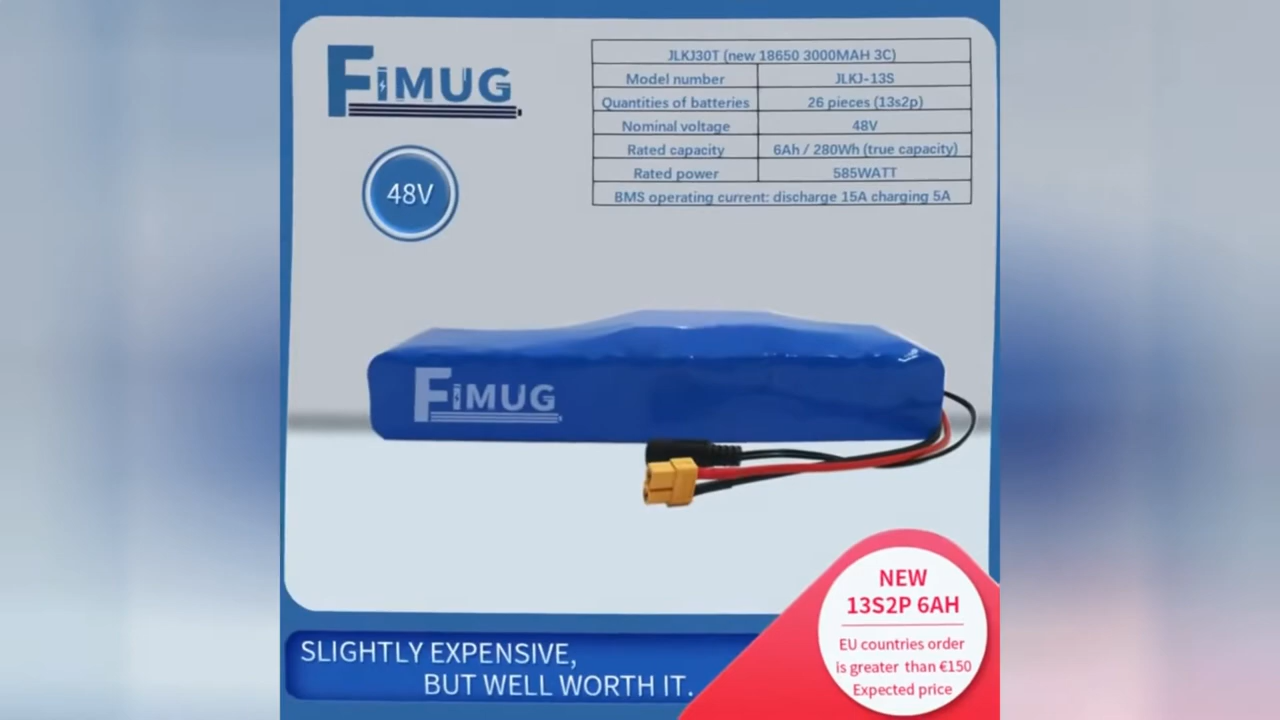 FIMUG
JLKJ30T (new 18650 3000MAH 3C)
Model number JLKJ-13S
Quantities of batteries 26 pieces (13s2p)
Nominal voltage 48V
Rated capacity 6Ah / 280Wh (true capacity)
Rated power 585WATT
BMS operating current: discharge 15A charging 5A
48V
FIMUG
NEW
13S2P 6AH
EU countries order
is greater than €150
Expected price
SLIGHTLY EXPENSIVE,
BUT WELL WORTH IT.